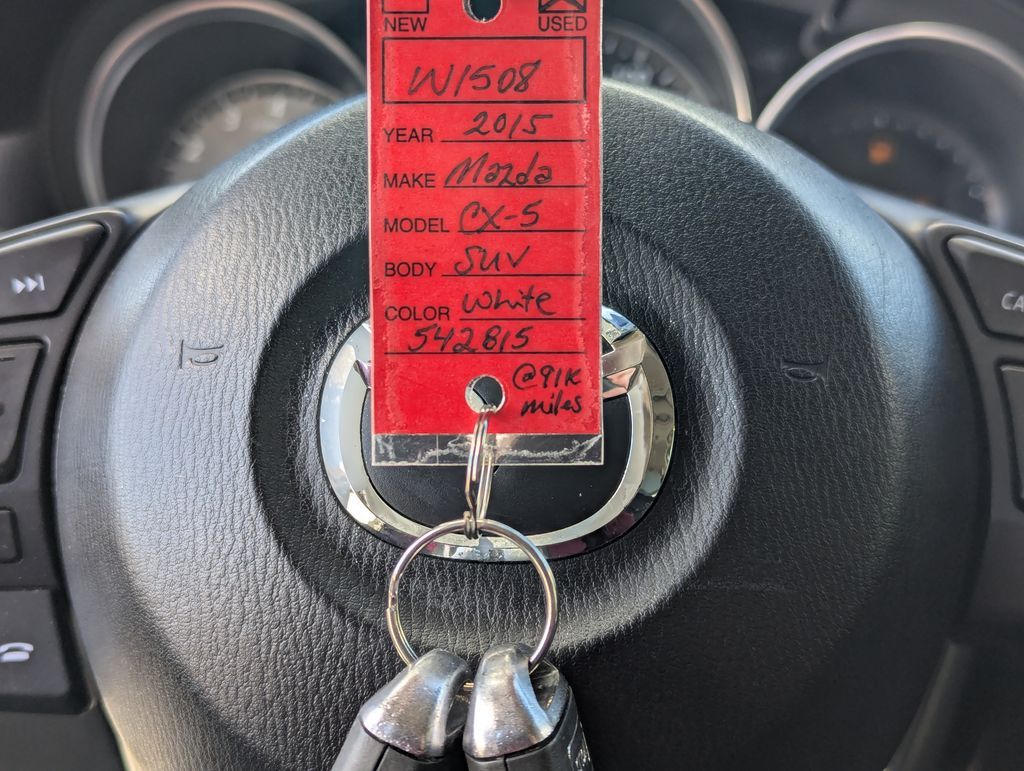 NEW USED
W1508
YEAR 2015
MAKE Mazda
MODEL CX-5
BODY SUV
COLOR White
542815
@91K
miles